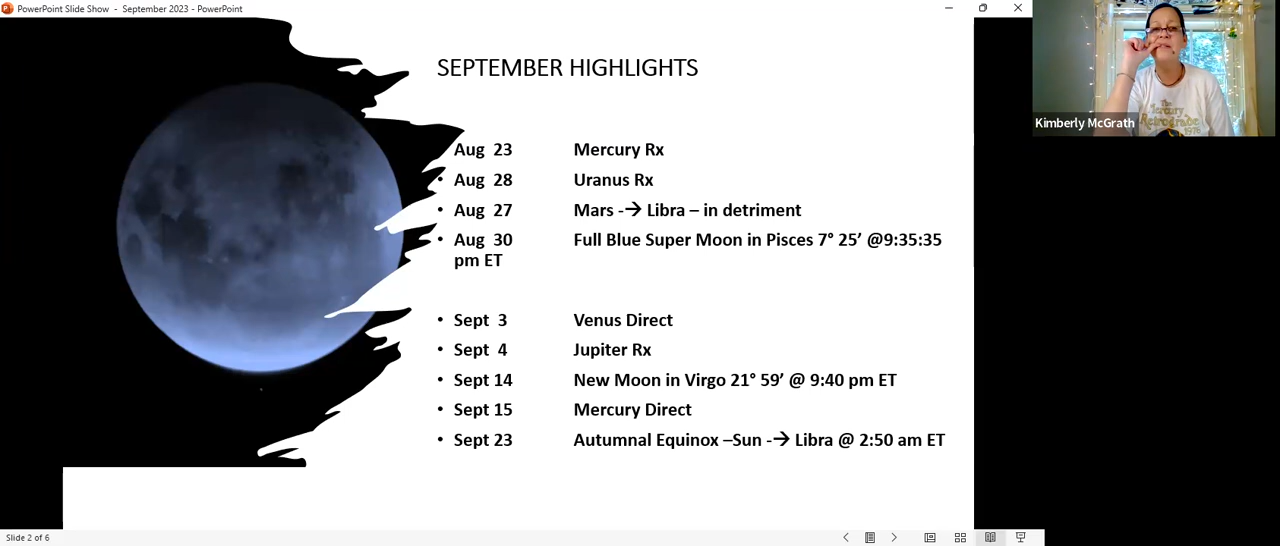 PowerPoint Slide Show - September 2023 - PowerPoint
SEPTEMBER HIGHLIGHTS
Aug 23 Mercury Rx
• Aug 28 Uranus Rx
• Aug 27 Mars -→ Libra – in detriment
• Aug 30 Full Blue Super Moon in Pisces 7° 25’ @9:35:35
pm ET
• Sept 3 Venus Direct
• Sept 4 Jupiter Rx
• Sept 14 New Moon in Virgo 21° 59’ @ 9:40 pm ET
• Sept 15 Mercury Direct
• Sept 23 Autumnal Equinox –Sun -→ Libra @ 2:50 am ET
The
Mercury
Retrograde
1976
Kimberly McGrath
Slide 2 of 6